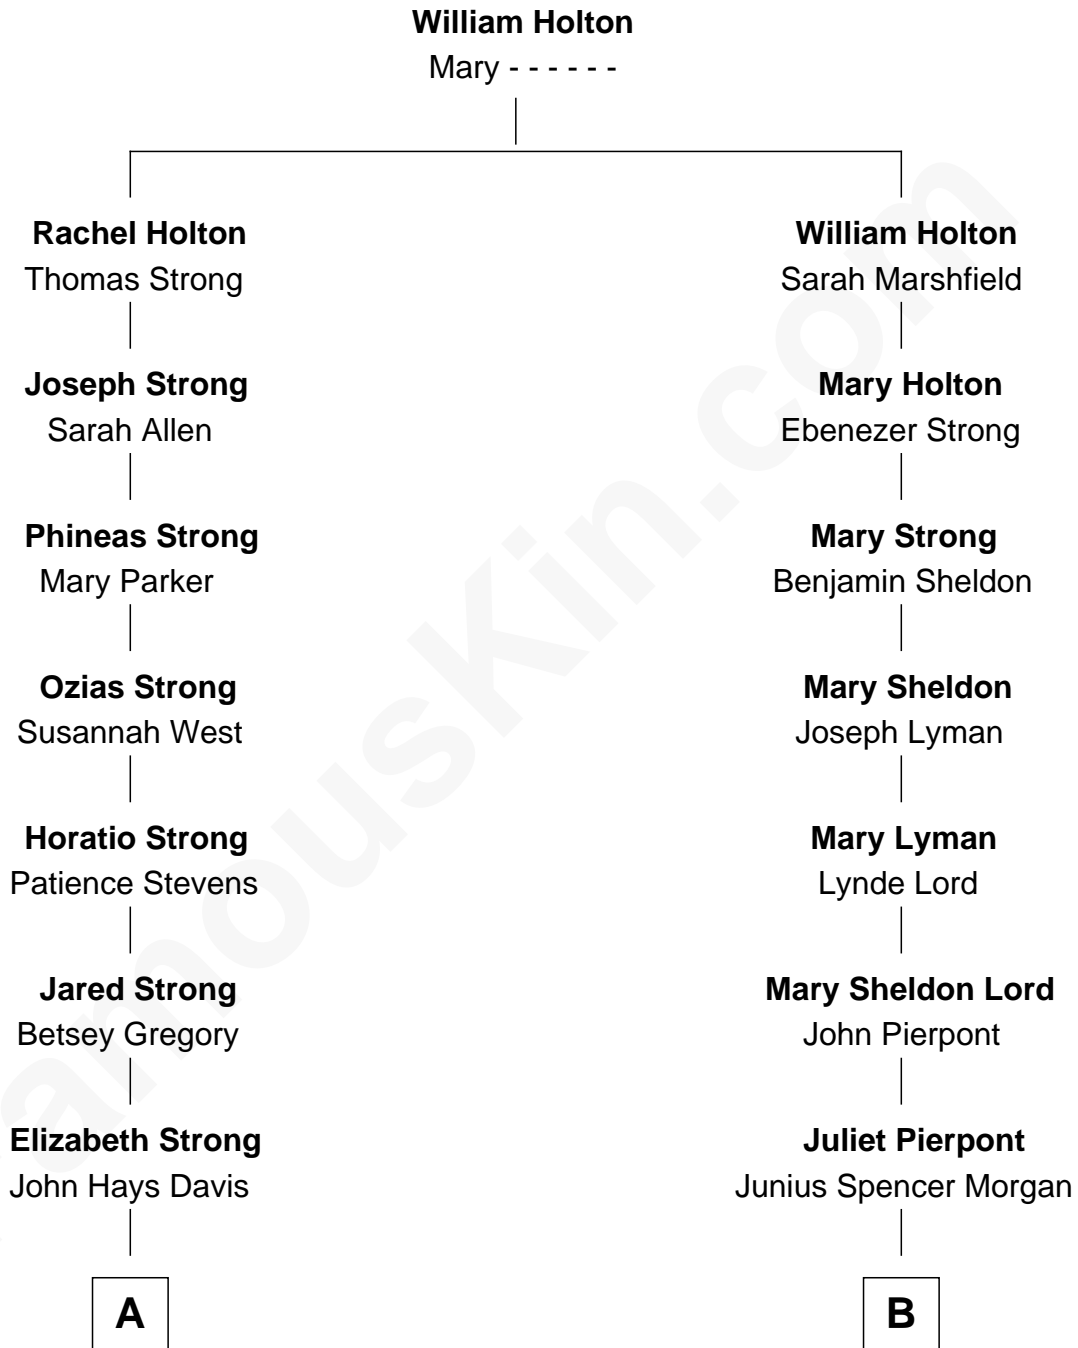 William Holton
Mary - - - - - -
Rachel Holton
Thomas Strong
William Holton
Sarah Marshfield
Joseph Strong
Sarah Allen
Mary Holton
Ebenezer Strong
Phineas Strong
Mary Parker
Mary Strong
Benjamin Sheldon
Ozias Strong
Susannah West
Mary Sheldon
Joseph Lyman
Horatio Strong
Patience Stevens
Mary Lyman
Lynde Lord
Jared Strong
Betsey Gregory
Mary Sheldon Lord
John Pierpont
Elizabeth Strong
John Hays Davis
Juliet Pierpont
Junius Spencer Morgan
A
B
amouskin.com